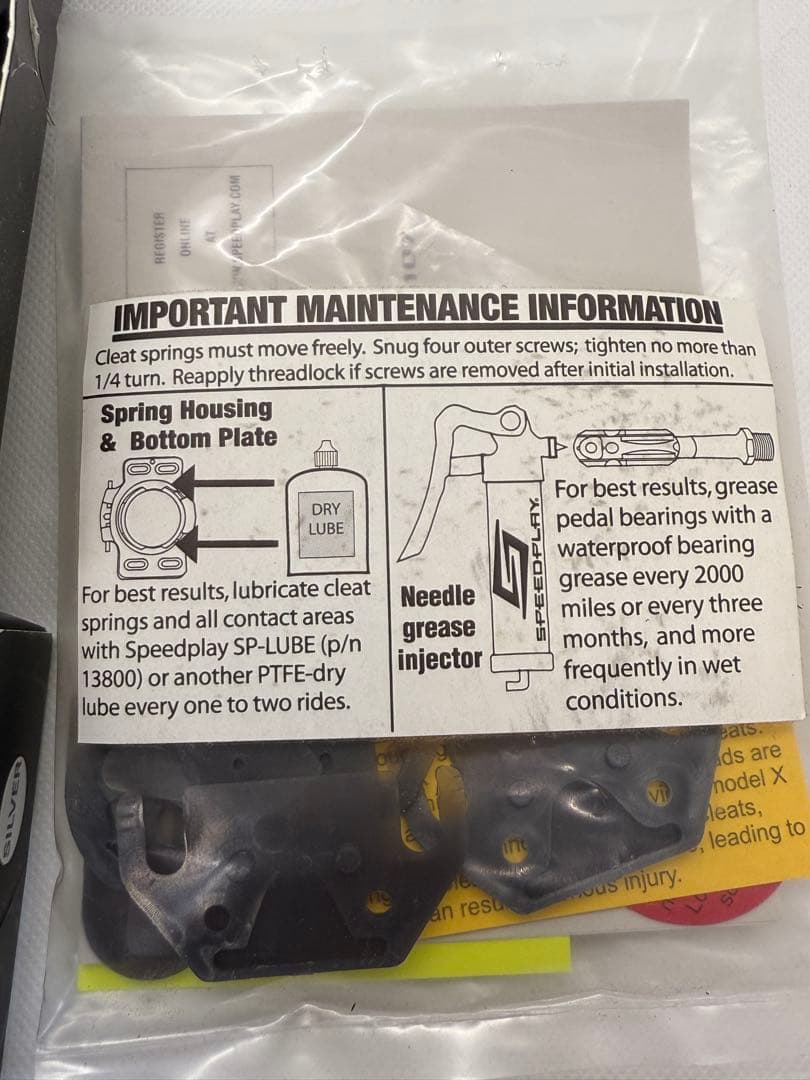 REGISTER
ONLINE
AT
IMPORTANT MAINTENANCE INFORMATION
Cleat springs must move freely. Snug four outer screws; tighten no more than
1/4 turn. Reapply threadlock if screws are removed after initial installation.
Spring Housing
& Bottom Plate
DRY
LUBE
For best results, lubricate cleat
springs and all contact areas
with Speedplay SP-LUBE (p/n
13800) or another PTFE-dry
lube every one to two rides.
Needle
grease
injector
SPEEDPLAY
For best results, grease
pedal bearings with a
waterproof bearing
grease every 2000
miles or every three
months, and more
frequently in wet
conditions.
are
model X
leading to
injury.
SILVER